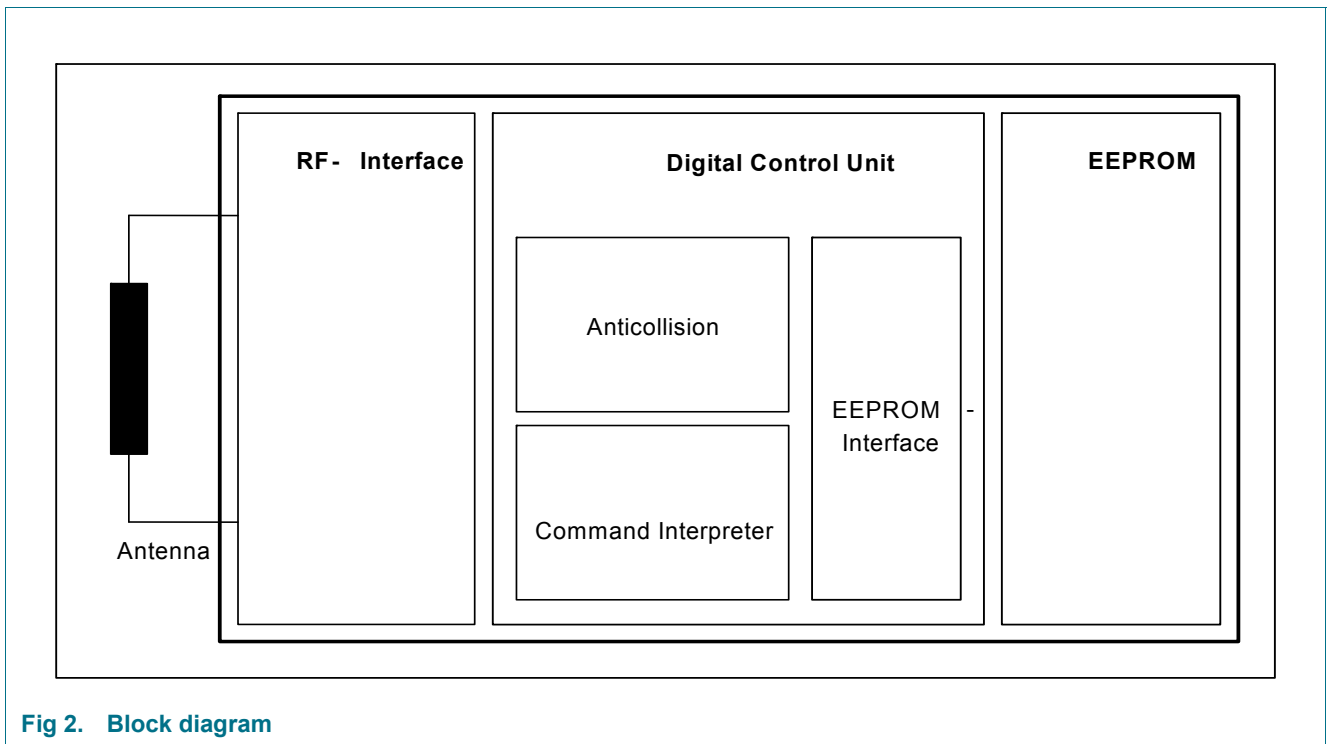 RF- Interface
Digital Control Unit
EEPROM
Anticollision
EEPROM -
Interface
Command Interpreter
Antenna
Fig 2. Block diagram